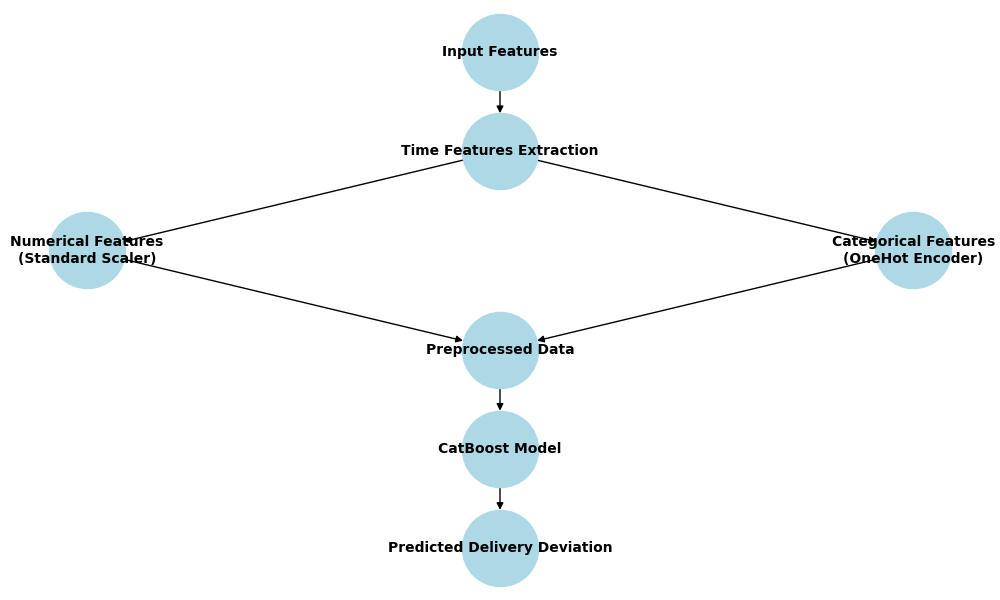 Input Features
Time Features Extraction
Numerical Features
(Standard Scaler)
Categorical Features
(OneHot Encoder)
Preprocessed Data
CatBoost Model
Predicted Delivery Deviation